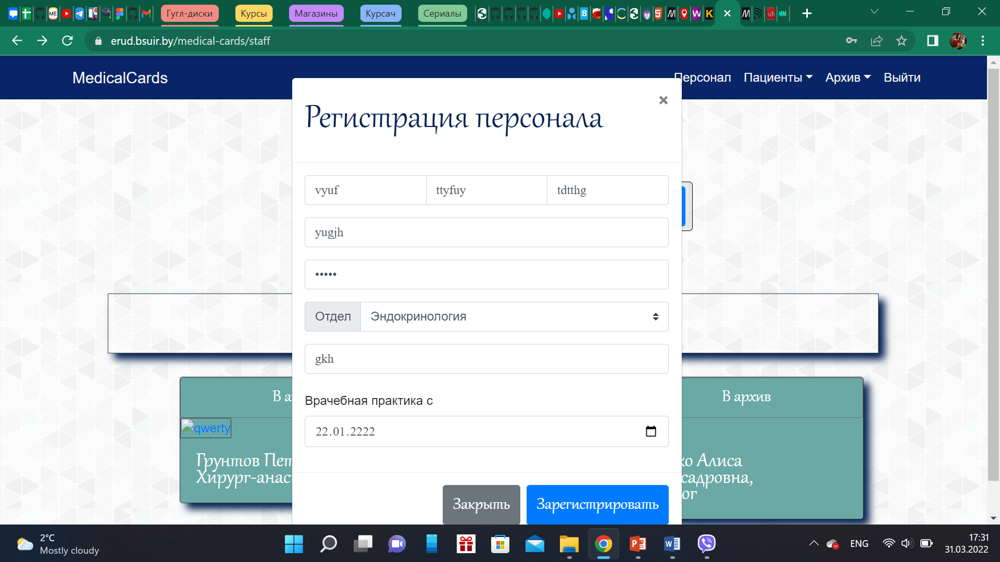 Гугл-диски
Курсы
Магазины
Курсач
Сериалы
erud.bsuir.by/medical-cards/staff
MedicalCards
Персонал
Пациенты
Архив
Выйти
Регистрация персонала
×
vyuf
ttyfuy
tdtthg
yugjh
•••••
Отдел
Эндокринология
gkh
Врачебная практика с
22.01.2222
Закрыть
Зарегистрировать
В а
qwerty
Грунтов Пет
Хирург-анас
В архив
ко Алиса
садровна,
ог
2°C
Mostly cloudy
ENG
17:31
31.03.2022